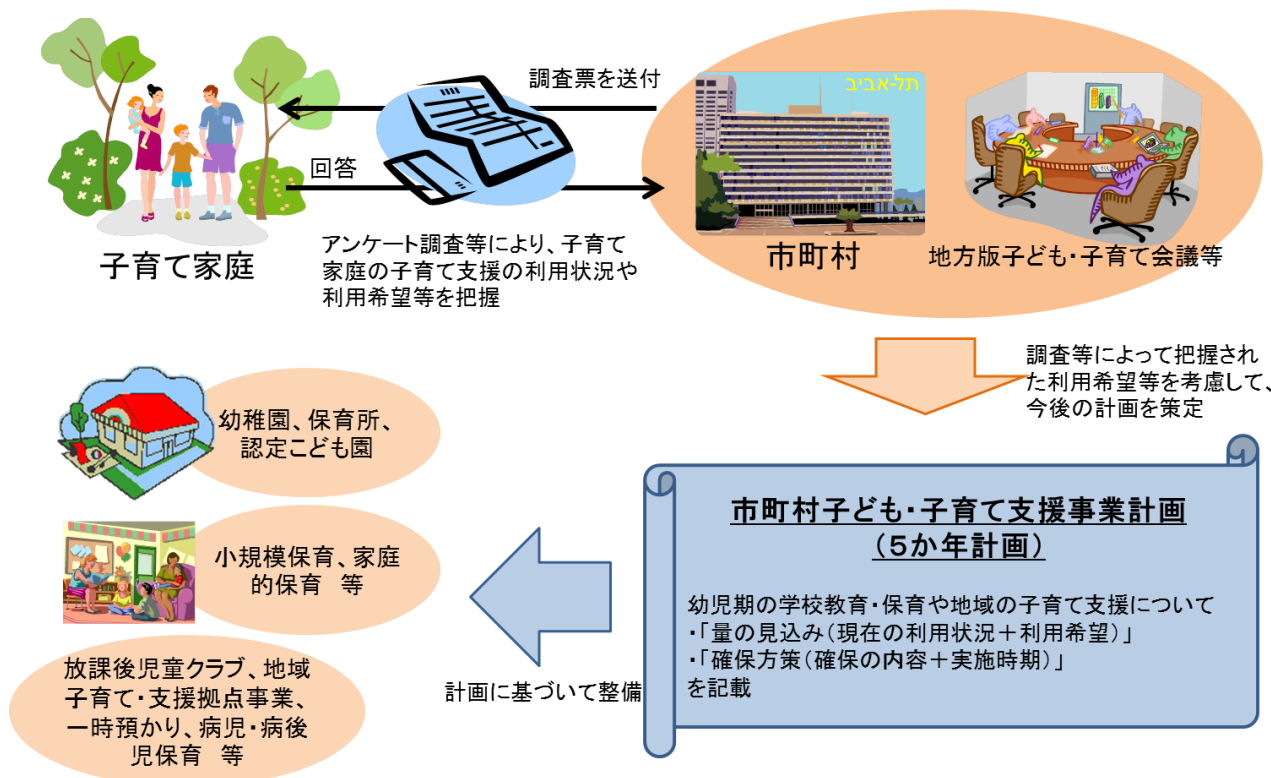 調査票を送付
回答
תל-אביב
子育て家庭
アンケート調査等により、子育て
家庭の子育て支援の利用状況や
利用希望等を把握
市町村
地方版子ども・子育て会議等
調査等によって把握され
た利用希望等を考慮して、
今後の計画を策定
市町村子ども・子育て支援事業計画
(５か年計画)
幼児期の学校教育・保育や地域の子育て支援について
・「量の見込み(現在の利用状況＋利用希望)」
・「確保方策(確保の内容＋実施時期)」
を記載
計画に基づいて整備
幼稚園、保育所、
認定こども園
小規模保育、家庭
的保育　等
放課後児童クラブ、地域
子育て・支援拠点事業、
一時預かり、病児・病後
児保育　等